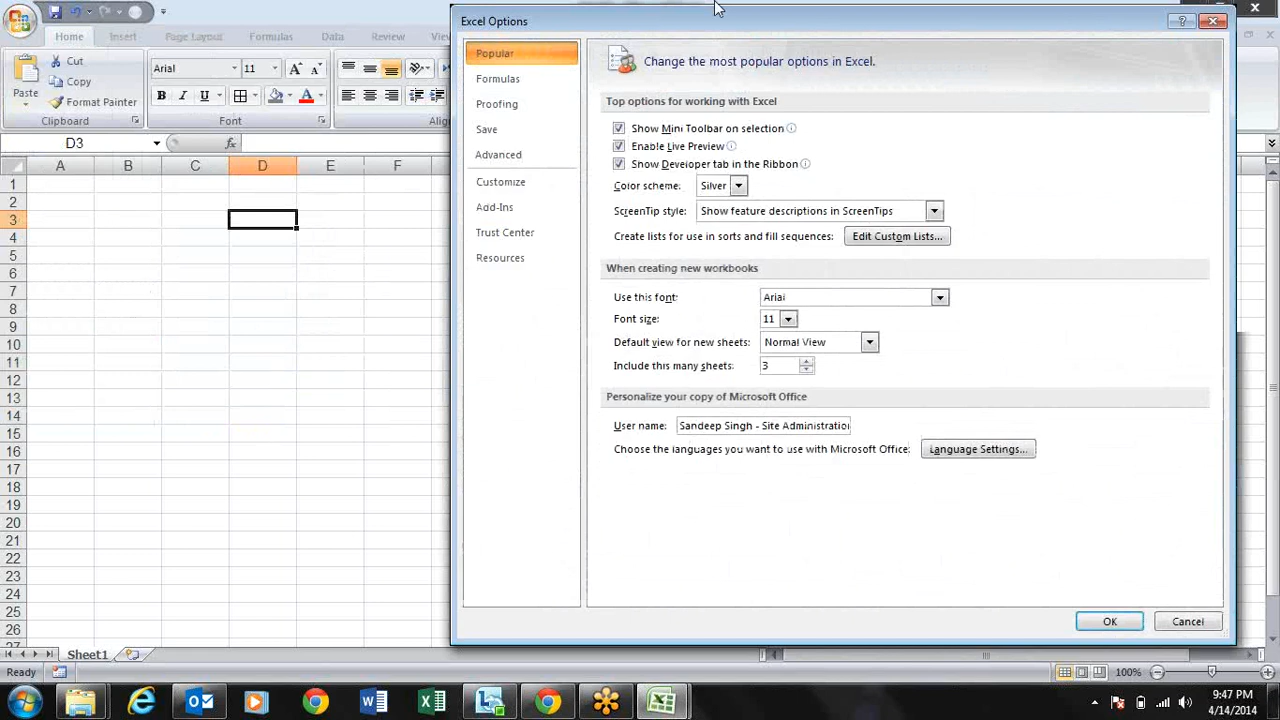 Excel Options
Home Insert Page Layout Formulas Data Review
Cut
Copy
Format Painter
Paste
Clipboard
Arial 11
B I U
Font
D3
A B C D E F
1
2
3
4
5
6
7
8
9
10
11
12
13
14
15
16
17
18
19
20
21
22
23
24
25
26
27
Popular
Formulas
Proofing
Save
Advanced
Customize
Add-Ins
Trust Center
Resources
Change the most popular options in Excel.
Top options for working with Excel
Show Mini Toolbar on selection
Enable Live Preview
Show Developer tab in the Ribbon
Color scheme: Silver
ScreenTip style: Show feature descriptions in ScreenTips
Create lists for use in sorts and fill sequences: Edit Custom Lists...
When creating new workbooks
Use this font: Arial
Font size: 11
Default view for new sheets: Normal View
Include this many sheets: 3
Personalize your copy of Microsoft Office
User name: Sandeep Singh - Site Administration
Choose the languages you want to use with Microsoft Office: Language Settings...
OK Cancel
Sheet1
Ready 100%
9:47 PM
4/14/2014